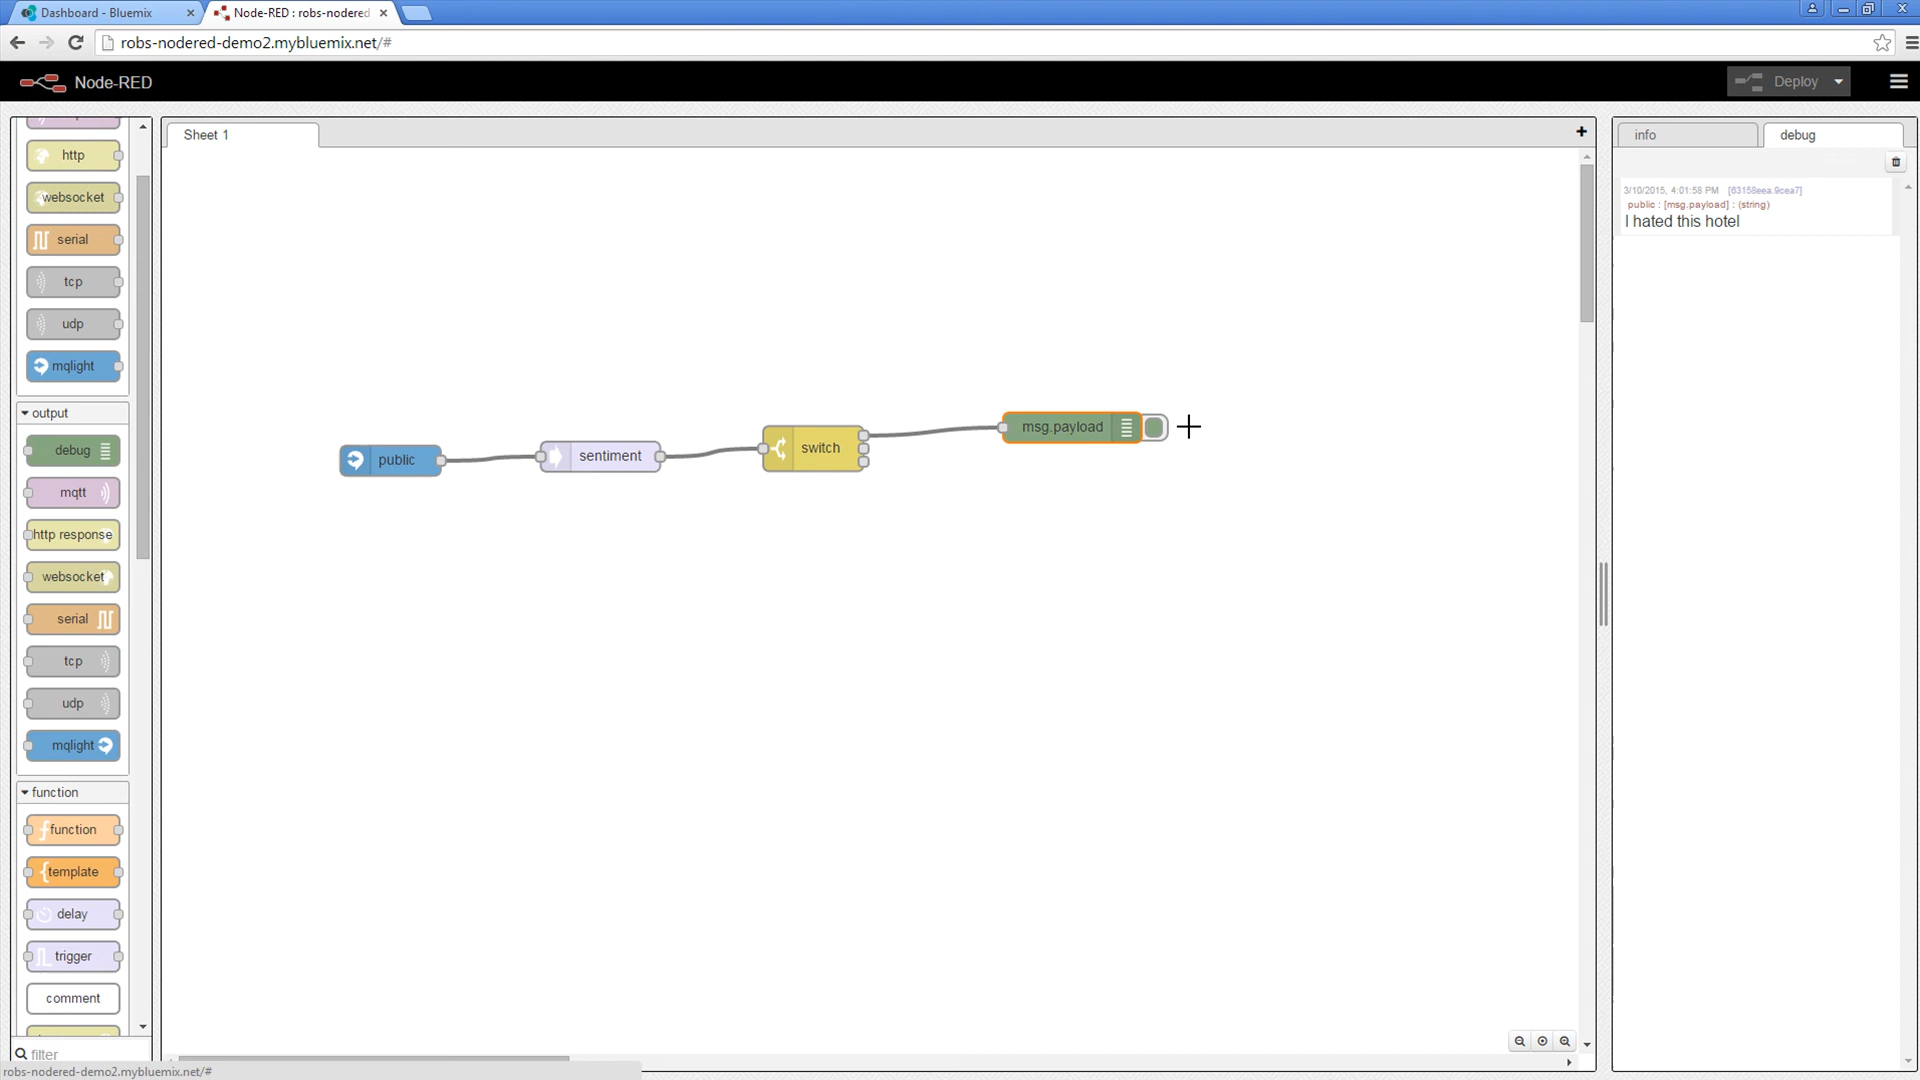 Dashboard - Bluemix
Node-RED : robs-nodered
robs-nodered-demo2.mybluemix.net/#
Node-RED
Deploy
http
websocket
serial
tcp
udp
mqlight
output
debug
mqtt
http response
websocket
serial
tcp
udp
mqlight
function
function
template
delay
trigger
comment
filter
Sheet 1
+
public
sentiment
switch
msg.payload
info
debug
3/10/2015, 4:01:58 PM [63158eea.9cea7]
public : [msg.payload] : (string)
I hated this hotel
robs-nodered-demo2.mybluemix.net/#